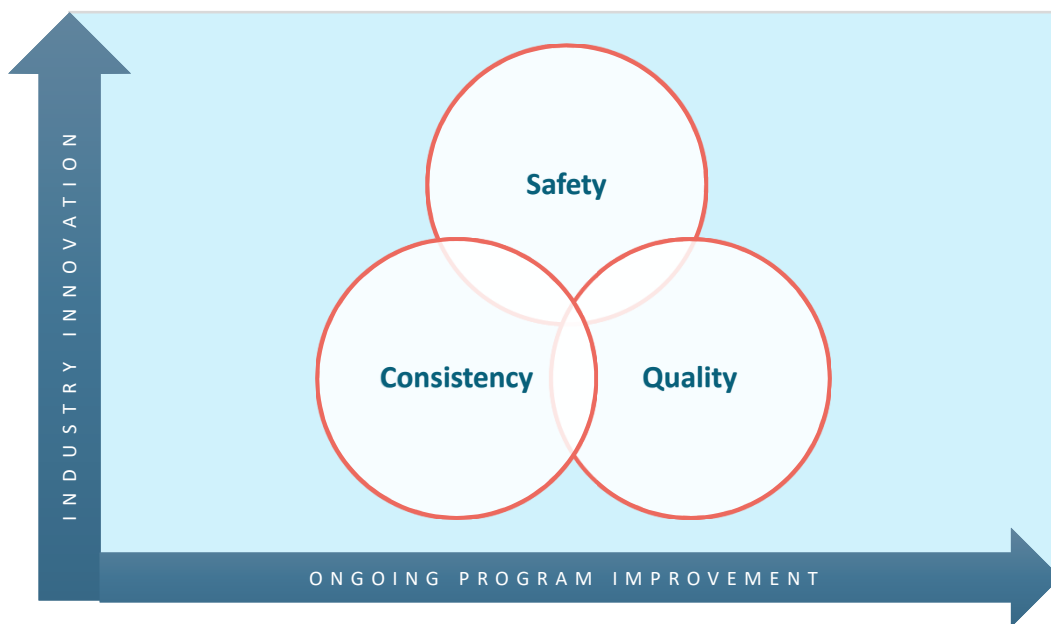 INDUSTRY INNOVATION
Safety
Consistency
Quality
ONGOING PROGRAM IMPROVEMENT